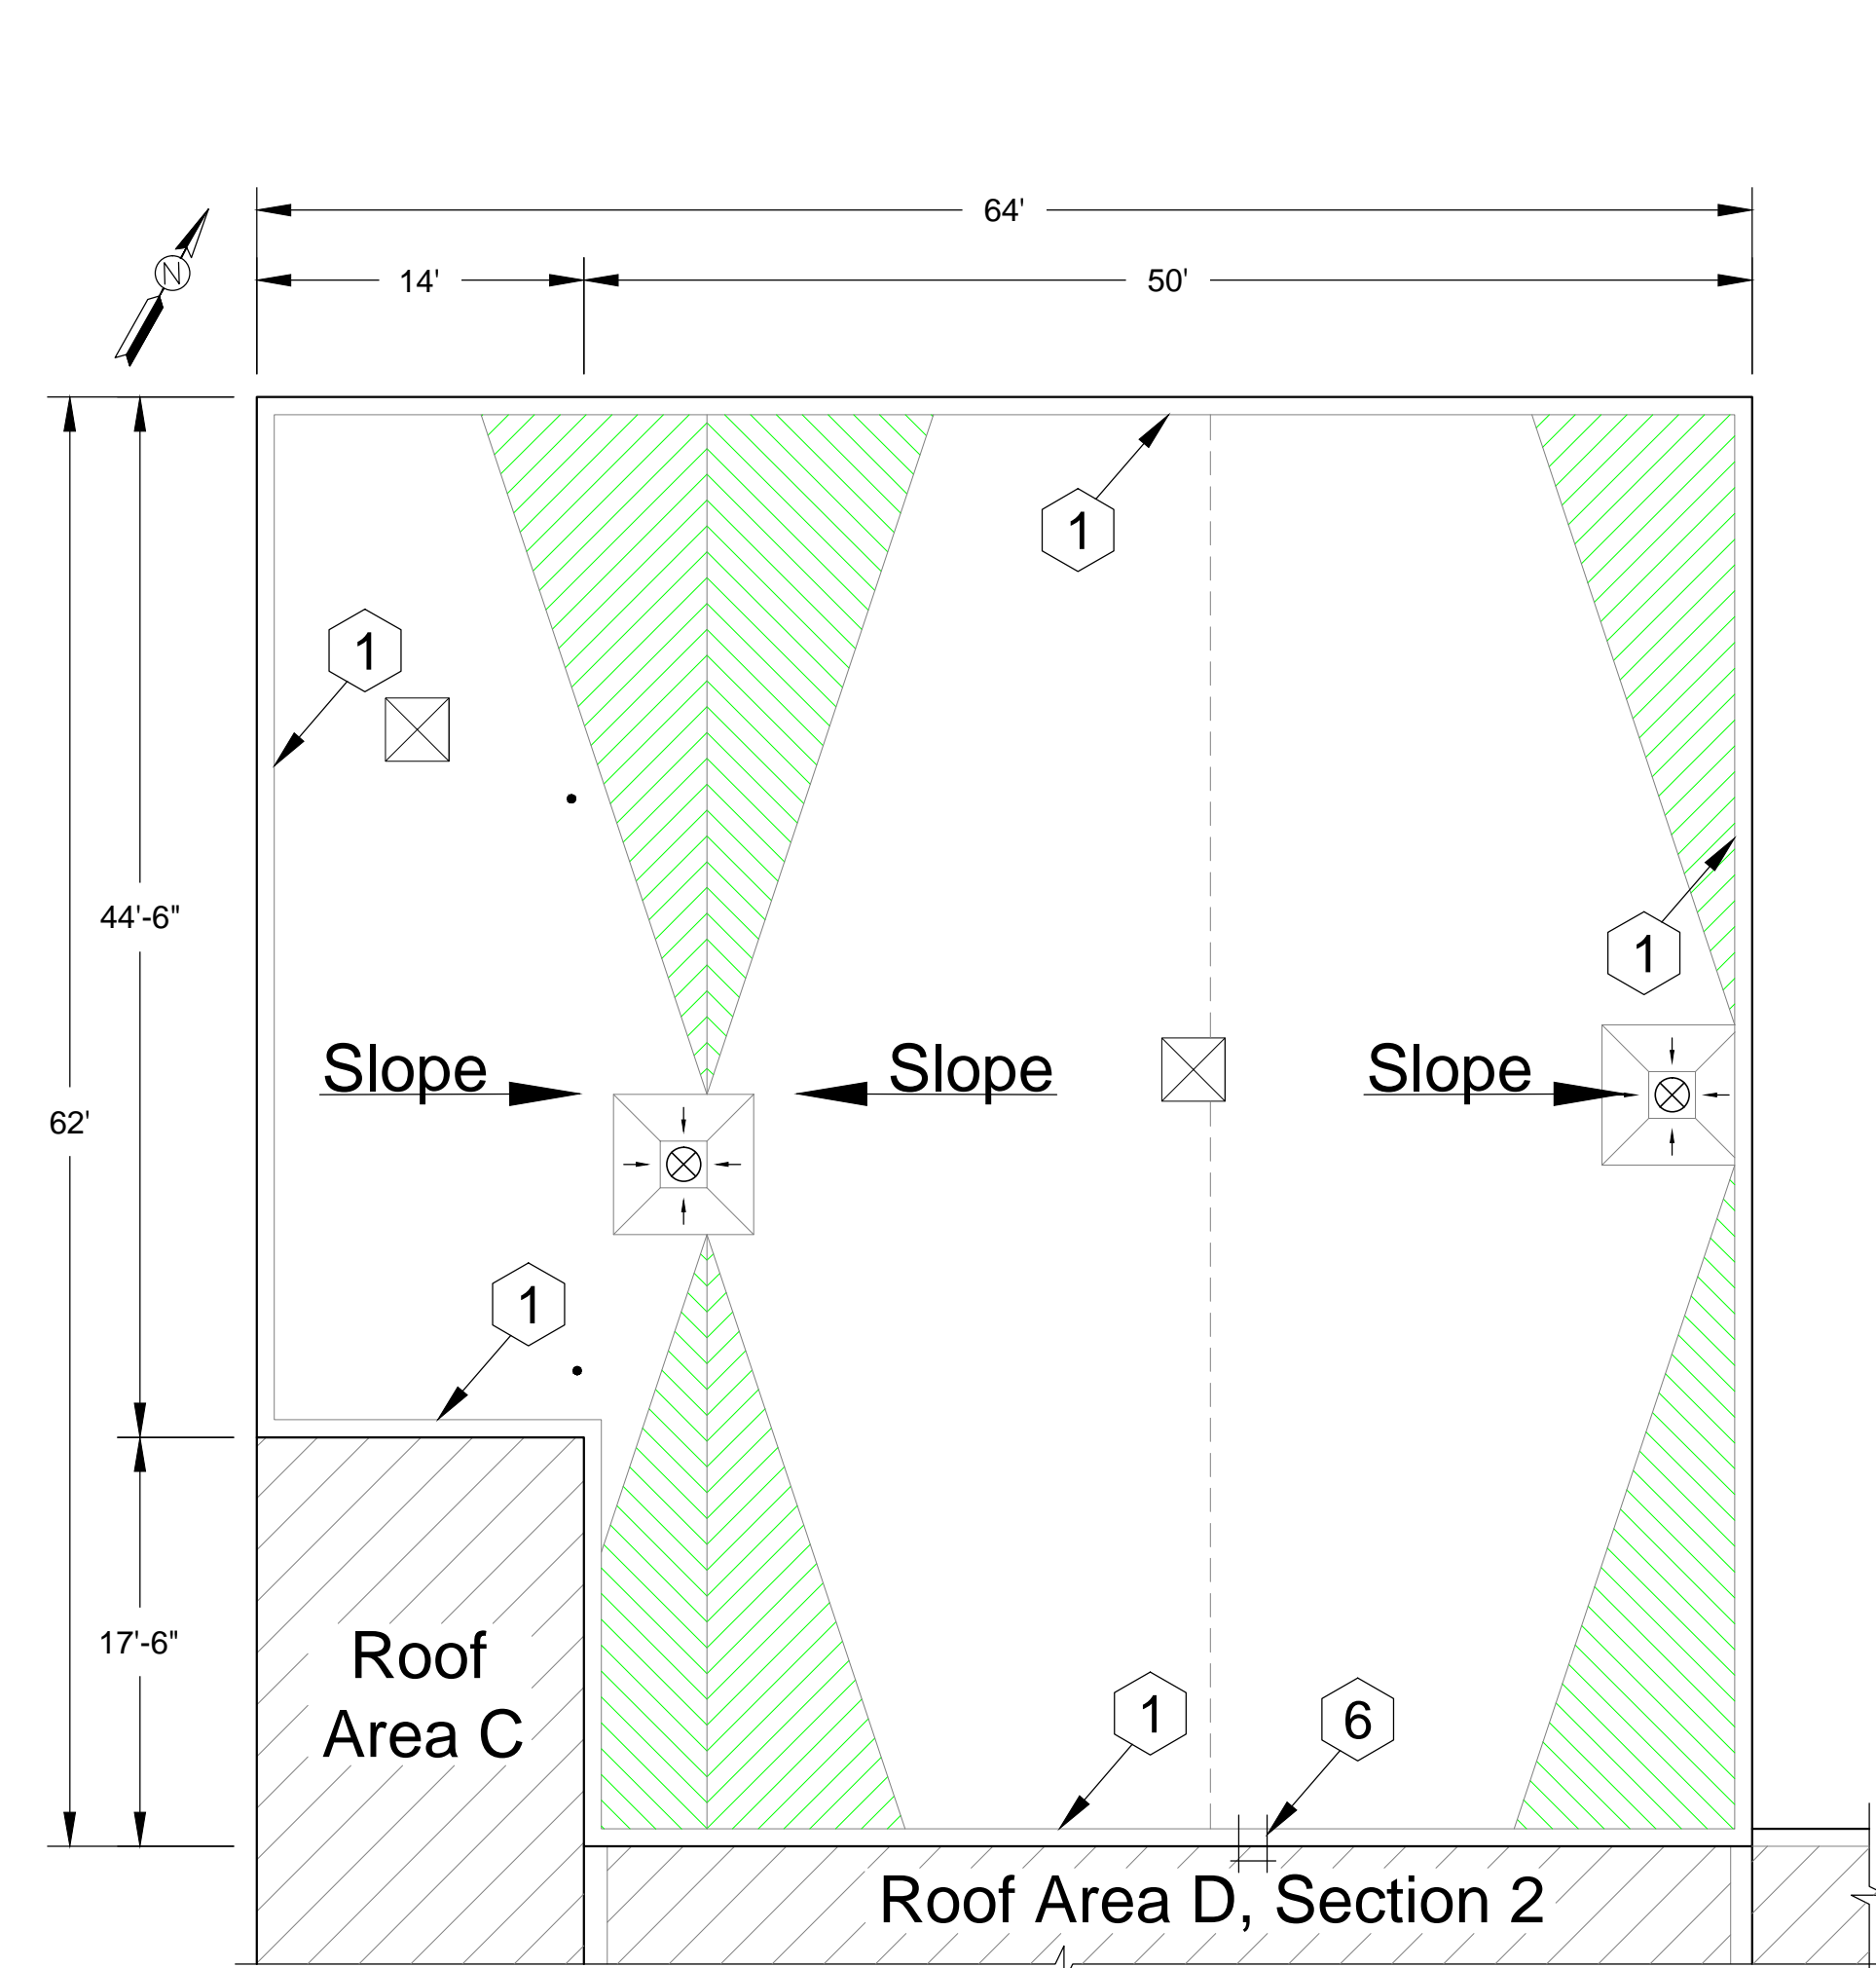 64'
N
14'
50'
1
1
44'-6"
1
Slope
Slope
Slope
62'
1
17'-6"
Roof
Area C
1
6
Roof Area D, Section 2